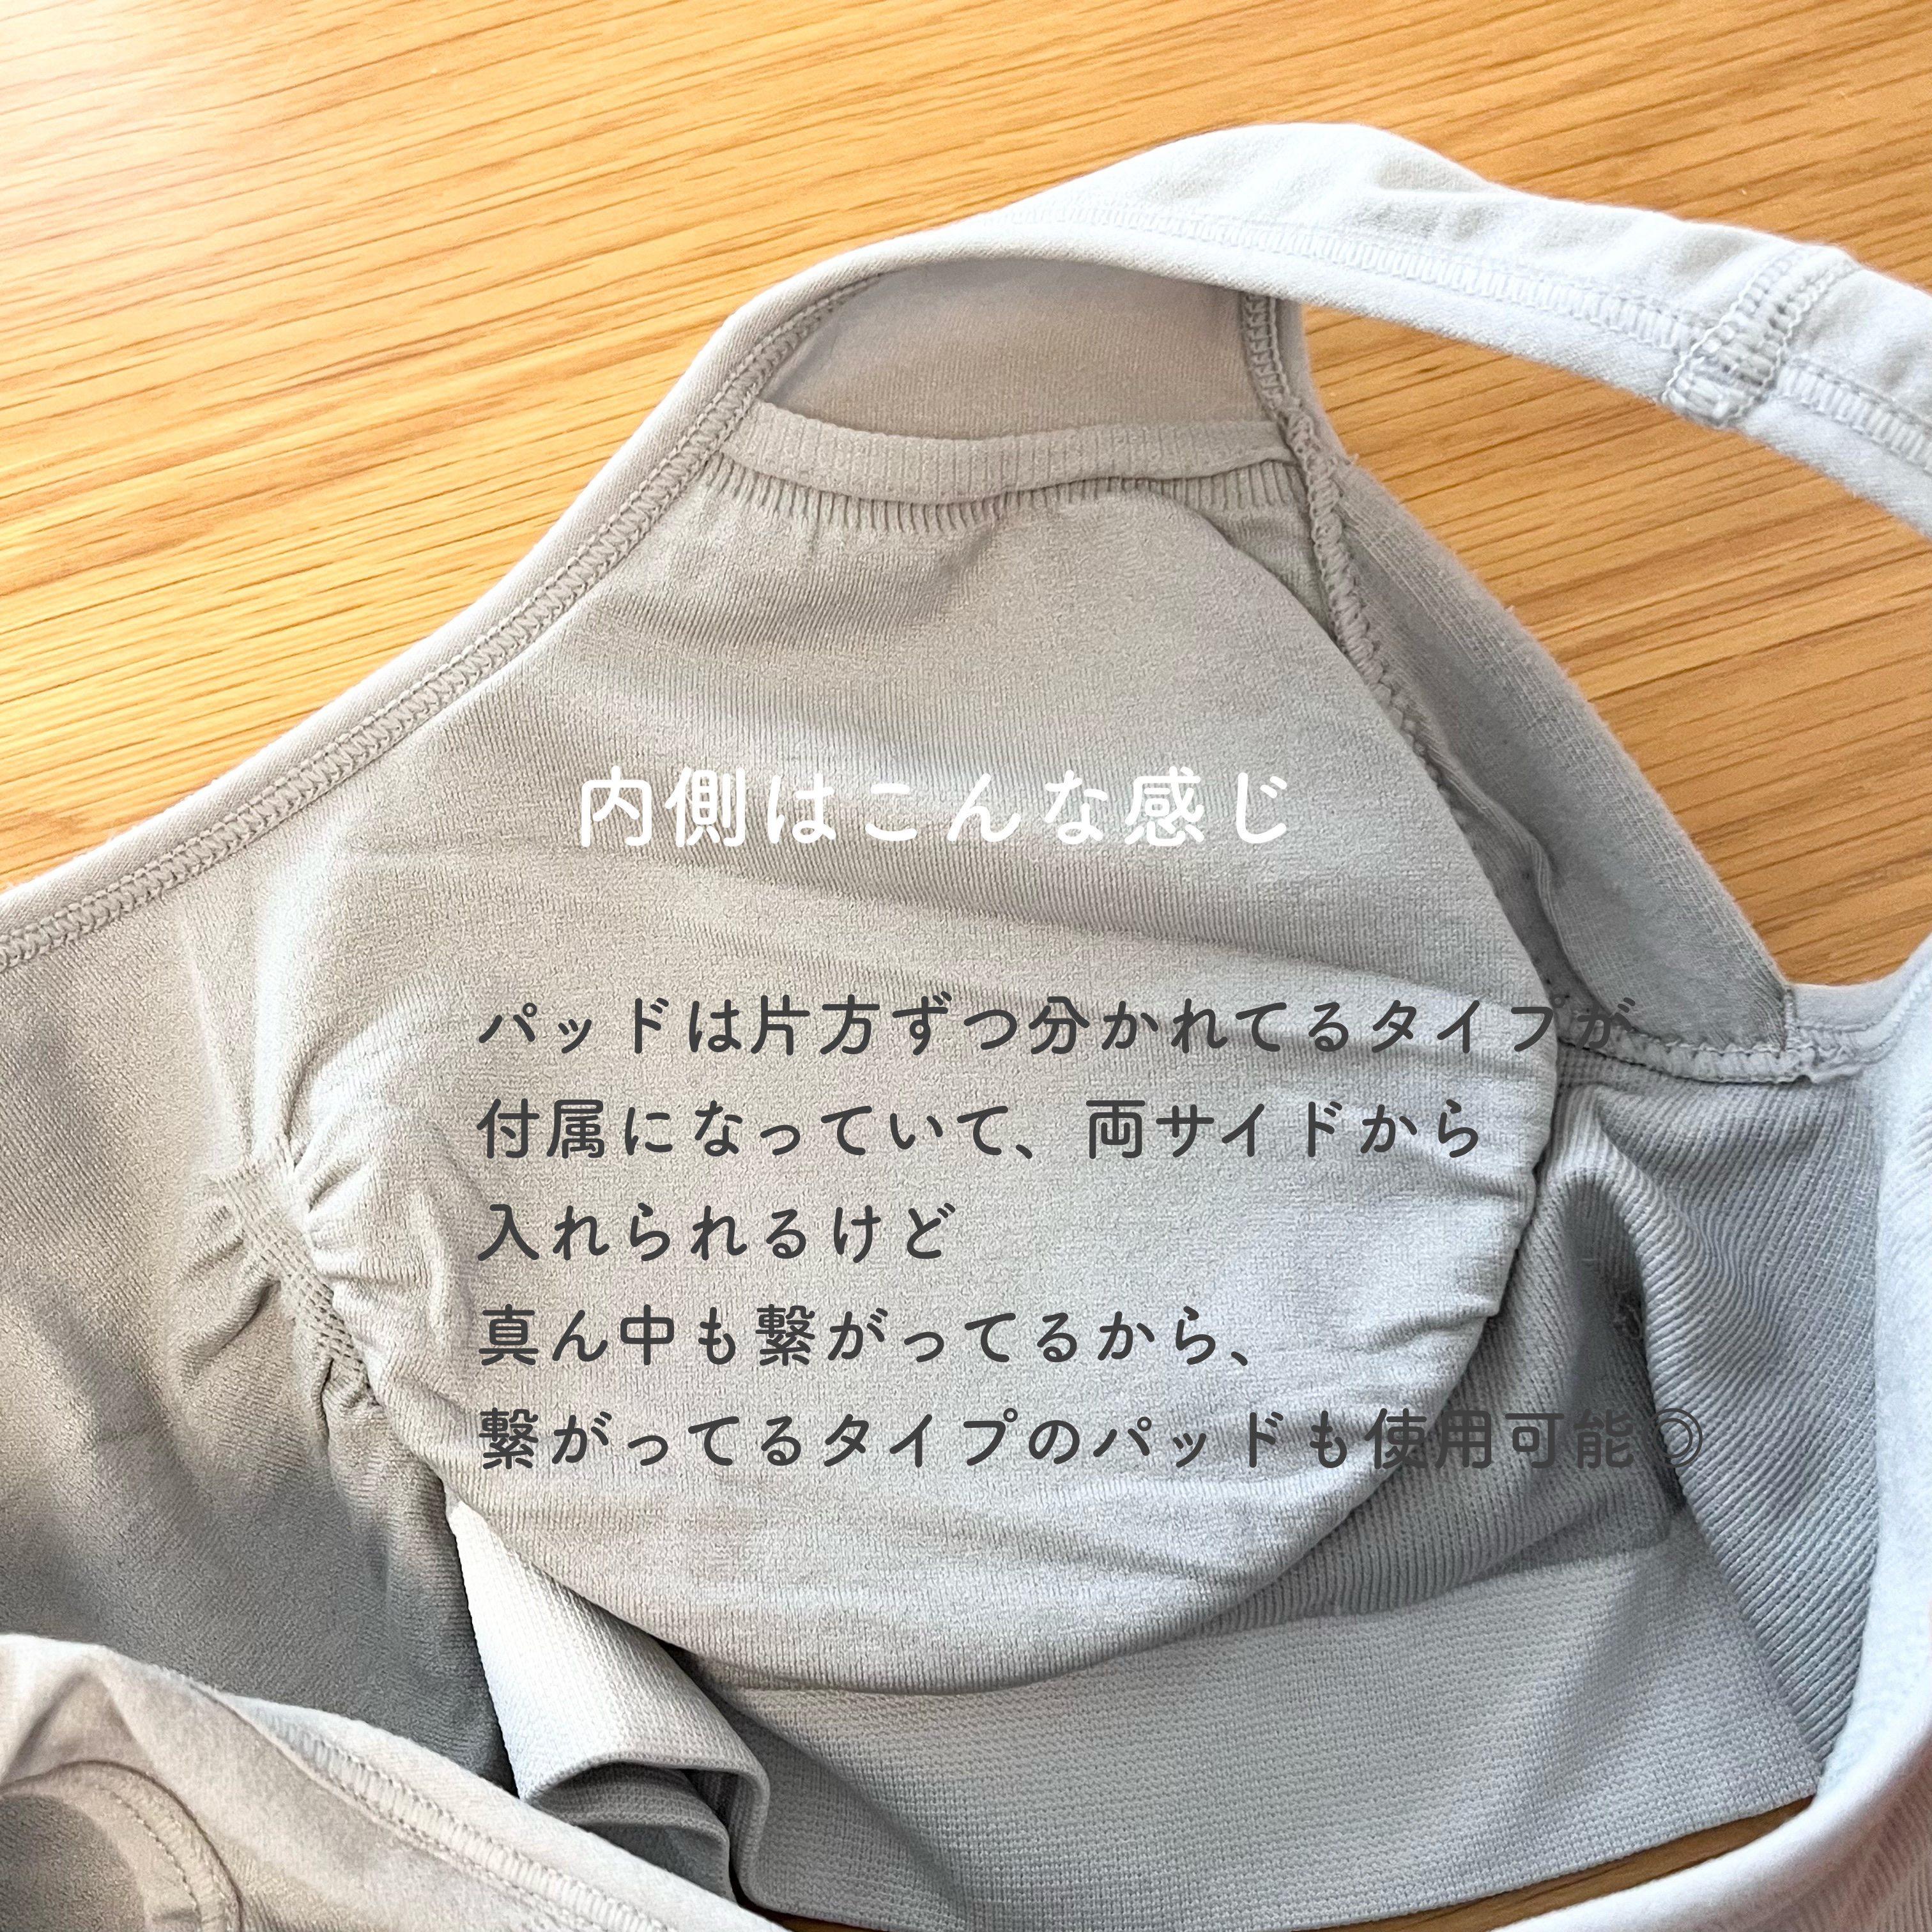 内側はこんな感じ
パッドは片方ずつ分かれてるタイプが
付属になっていて、両サイドから
入れられるけど
真ん中も繋がってるから、
繋がってるタイプのパッドも使用可能◎